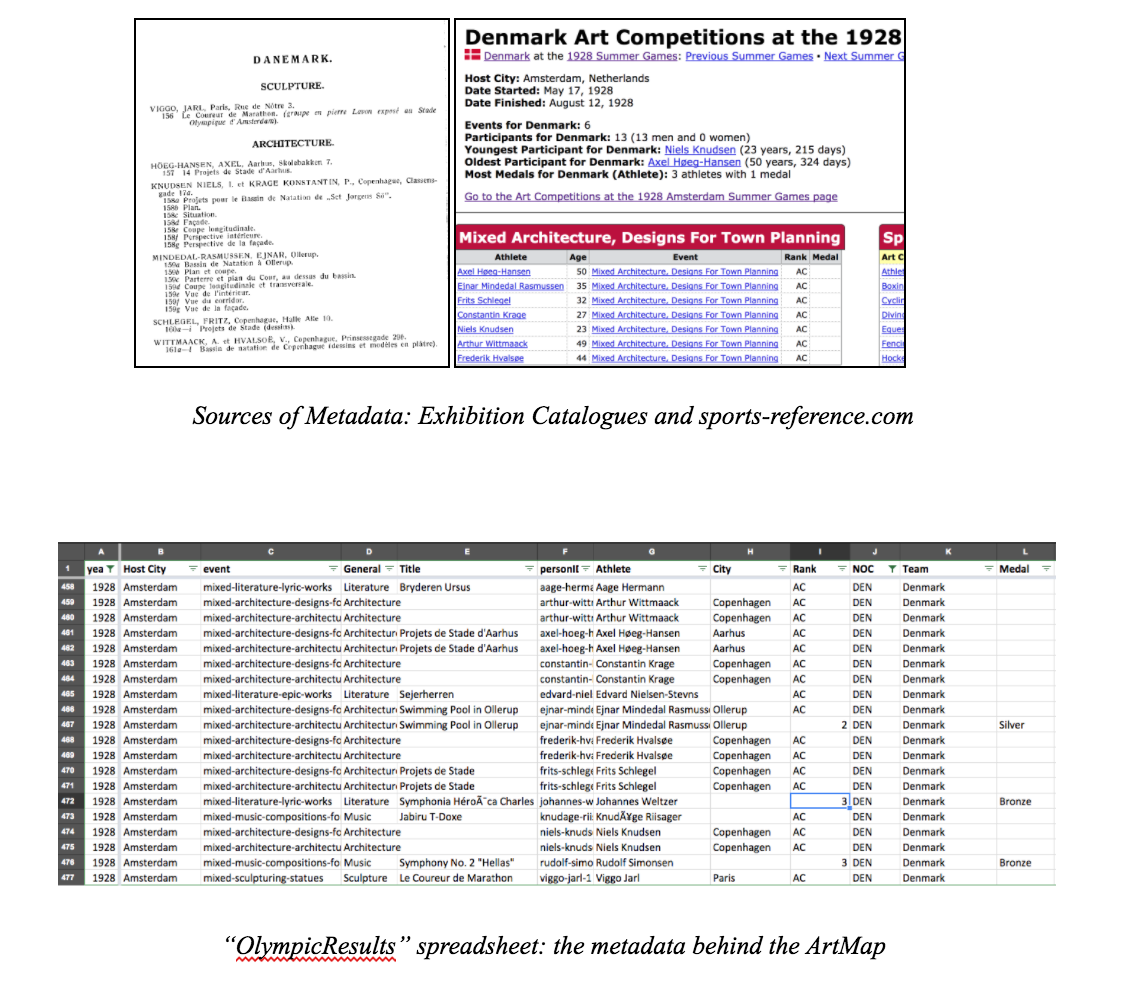 DANEMARK.
SCULPTURE.
VIGGO, JARL, Paris, Rue de Nôtre 3.
156 Le Coureur de Marathon. (groupe en pierre Lavon exposé au Stade
Olympique d'Amsterdam).
ARCHITECTURE.
HÖEG-HANSEN, AXEL, Aarhus, Skolebakken 7.
157 14 Projets de Stade d'Aarhus.
KNUDSEN NIELS, I. et KRAGE KONSTANTIN, P., Copenhague, Classens-
gade 17a.
158a Projets pour le Bassin de Natation de „Set Jorgens Só".
158b Plan.
158c Situation.
158d Façade.
158e Coupe longitudinale.
158f Perspective intérieure.
158g Perspective de la façade.
MINDEDAL-RASMUSSEN, EJNAR, Ollerup.
159a Bassin de Natation à Ollerup.
159b Plan et coupe.
159c Parterre et plan du Cour, au dessus du bassin.
159d Coupe longitudinale et transversale.
159e Vue de l'intérieur.
159f Vue du corridor.
159g Vue de la façade.
SCHLEGEL, FRITZ, Copenhague, Halle Alle 10.
160a—i Projets de Stade (dessins).
WITTMAACK, A. et HVALSOË, V., Copenhague, Prinsessegade 29b.
161a—l Bassin de natation de Copenhague (dessins et modèles en plâtre).
Denmark Art Competitions at the 1928
Denmark at the 1928 Summer Games: Previous Summer Games • Next Summer G
Host City: Amsterdam, Netherlands
Date Started: May 17, 1928
Date Finished: August 12, 1928
Events for Denmark: 6
Participants for Denmark: 13 (13 men and 0 women)
Youngest Participant for Denmark: Niels Knudsen (23 years, 215 days)
Oldest Participant for Denmark: Axel Høeg-Hansen (50 years, 324 days)
Most Medals for Denmark (Athlete): 3 athletes with 1 medal
Go to the Art Competitions at the 1928 Amsterdam Summer Games page
Mixed Architecture, Designs For Town Planning Sp
Athlete Age Event Rank Medal Art C
Axel Høeg-Hansen 50 Mixed Architecture, Designs For Town Planning AC Athlet
Ejnar Mindedal Rasmussen 35 Mixed Architecture, Designs For Town Planning AC Boxin
Frits Schlegel 32 Mixed Architecture, Designs For Town Planning AC Cyclin
Constantin Krage 27 Mixed Architecture, Designs For Town Planning AC Diving
Niels Knudsen 23 Mixed Architecture, Designs For Town Planning AC Eques
Arthur Wittmaack 49 Mixed Architecture, Designs For Town Planning AC Fencin
Frederik Hvalsøe 44 Mixed Architecture, Designs For Town Planning AC Hocke
Sources of Metadata: Exhibition Catalogues and sports-reference.com
A B C D E F G H I J K L
1 yea Host City event General Title personII Athlete City Rank NOC Team Medal
458 1928 Amsterdam mixed-literature-lyric-works Literature Bryderen Ursus aage-herma Aage Hermann AC DEN Denmark
459 1928 Amsterdam mixed-architecture-designs-fo Architecture arthur-witt Arthur Wittmaack Copenhagen AC DEN Denmark
460 1928 Amsterdam mixed-architecture-architectu Architecture arthur-witt Arthur Wittmaack Copenhagen AC DEN Denmark
461 1928 Amsterdam mixed-architecture-designs-fo Architectur Projets de Stade d'Aarhus axel-hoeg-h Axel Høeg-Hansen Aarhus AC DEN Denmark
462 1928 Amsterdam mixed-architecture-architectu Architectur Projets de Stade d'Aarhus axel-hoeg-h Axel Høeg-Hansen Aarhus AC DEN Denmark
463 1928 Amsterdam mixed-architecture-designs-fo Architecture constantin- Constantin Krage Copenhagen AC DEN Denmark
464 1928 Amsterdam mixed-architecture-architectu Architecture constantin- Constantin Krage Copenhagen AC DEN Denmark
465 1928 Amsterdam mixed-literature-epic-works Literature Sejerherren edvard-niel Edvard Nielsen-Stevns AC DEN Denmark
466 1928 Amsterdam mixed-architecture-designs-fo Architectur Swimming Pool in Ollerup ejnar-mind Ejnar Mindedal Rasmuss Ollerup AC DEN Denmark
467 1928 Amsterdam mixed-architecture-architectu Architectur Swimming Pool in Ollerup ejnar-mind Ejnar Mindedal Rasmuss Ollerup 2 DEN Denmark Silver
468 1928 Amsterdam mixed-architecture-designs-fo Architecture frederik-hva Frederik Hvalsøe Copenhagen AC DEN Denmark
469 1928 Amsterdam mixed-architecture-architectu Architecture frederik-hva Frederik Hvalsøe Copenhagen AC DEN Denmark
470 1928 Amsterdam mixed-architecture-designs-fo Architectur Projets de Stade frits-schleg Frits Schlegel Copenhagen AC DEN Denmark
471 1928 Amsterdam mixed-architecture-architectu Architectur Projets de Stade frits-schleg Frits Schlegel Copenhagen AC DEN Denmark
472 1928 Amsterdam mixed-literature-lyric-works Literature Symphonia HéroÃ¯ca Charles johannes-w Johannes Weltzer 3 DEN Denmark Bronze
473 1928 Amsterdam mixed-music-compositions-fo Music Jabiru T-Doxe knudage-rii KnudÃ¥ge Riisager AC DEN Denmark
474 1928 Amsterdam mixed-architecture-designs-fo Architecture niels-knuds Niels Knudsen Copenhagen AC DEN Denmark
475 1928 Amsterdam mixed-architecture-architectu Architecture niels-knuds Niels Knudsen Copenhagen AC DEN Denmark
476 1928 Amsterdam mixed-music-compositions-fo Music Symphony No. 2 "Hellas" rudolf-simo Rudolf Simonsen 3 DEN Denmark Bronze
477 1928 Amsterdam mixed-sculpturing-statues Sculpture Le Coureur de Marathon viggo-jarl-1 Viggo Jarl Paris AC DEN Denmark
“OlympicResults” spreadsheet: the metadata behind the ArtMap